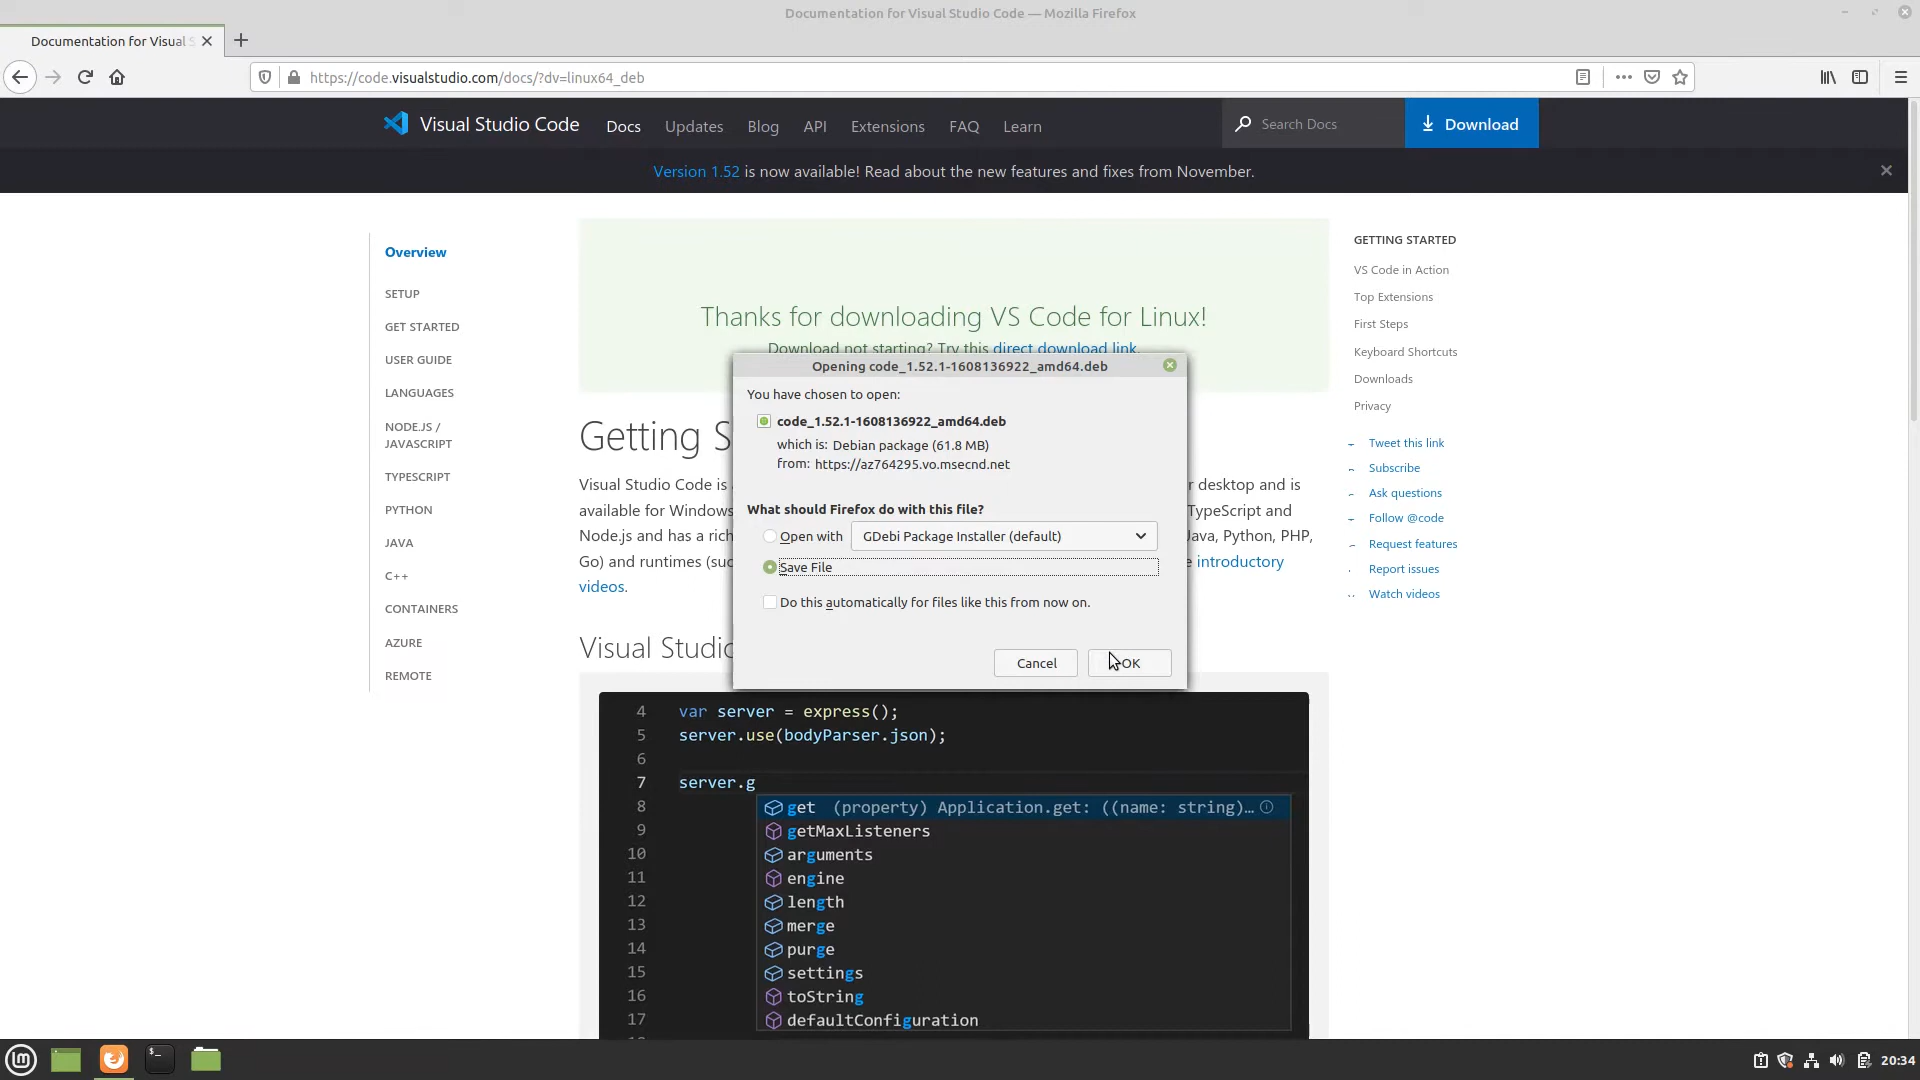 Documentation for Visual Studio Code — Mozilla Firefox
Documentation for Visual S
https://code.visualstudio.com/docs/?dv=linux64_deb
Visual Studio Code Docs Updates Blog API Extensions FAQ Learn Search Docs Download
Version 1.52 is now available! Read about the new features and fixes from November.
Overview
SETUP
GET STARTED
USER GUIDE
LANGUAGES
NODE.JS /
JAVASCRIPT
TYPESCRIPT
PYTHON
JAVA
C++
CONTAINERS
AZURE
REMOTE
Thanks for downloading VS Code for Linux!
Download not starting? Try this direct download link.
Getting S
Visual Studio Code is
available for Windows
Node.js and has a rich
Go) and runtimes (suc
videos.
r desktop and is
TypeScript and
Java, Python, PHP,
e introductory
Visual Studio
Opening code_1.52.1-1608136922_amd64.deb
You have chosen to open:
code_1.52.1-1608136922_amd64.deb
which is: Debian package (61.8 MB)
from: https://az764295.vo.msecnd.net
What should Firefox do with this file?
Open with GDebi Package Installer (default)
Save File
Do this automatically for files like this from now on.
Cancel OK
4 var server = express();
5 server.use(bodyParser.json);
6
7 server.g
8 get (property) Application.get: ((name: string)…
9 getMaxListeners
10 arguments
11 engine
12 length
13 merge
14 purge
15 settings
16 toString
17 defaultConfiguration
GETTING STARTED
VS Code in Action
Top Extensions
First Steps
Keyboard Shortcuts
Downloads
Privacy
Tweet this link
Subscribe
Ask questions
Follow @code
Request features
Report issues
Watch videos
20:34